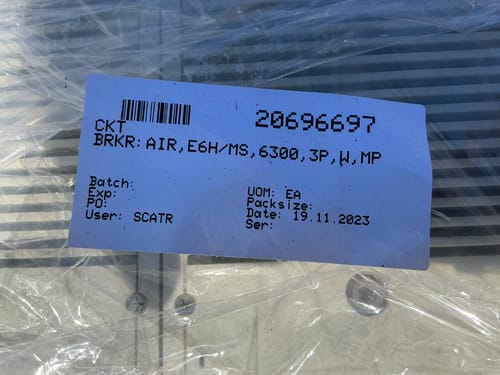 20696697
CKT
BRKR: AIR,E6H/MS,6300,3P,W,MP
Batch:
Exp:
PO:
User: SCATR
UOM: EA
Packsize:
Date: 19.11.2023
Ser: